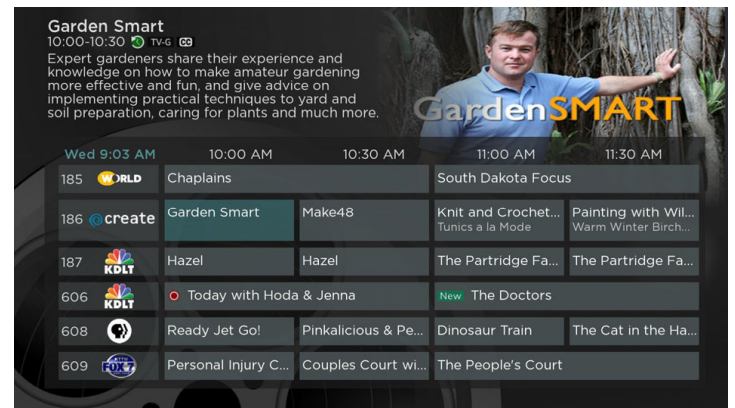 Garden Smart
10:00-10:30 TV-G CC
Expert gardeners share their experience and
knowledge on how to make amateur gardening
more effective and fun, and give advice on
implementing practical techniques to yard and
soil preparation, caring for plants and much more.
GardenSMART
Wed 9:03 AM 10:00 AM 10:30 AM 11:00 AM 11:30 AM
185 WORLD Chaplains South Dakota Focus
186 create Garden Smart Make48 Knit and Crochet... Painting with Wil...
Tunics a la Mode Warm Winter Birch...
187 KDLT Hazel Hazel The Partridge Fa... The Partridge Fa...
606 KDLT Today with Hoda & Jenna New The Doctors
608 Ready Jet Go! Pinkalicious & Pe... Dinosaur Train The Cat in the Ha...
609 FOX 7 Personal Injury C... Couples Court wi... The People's Court